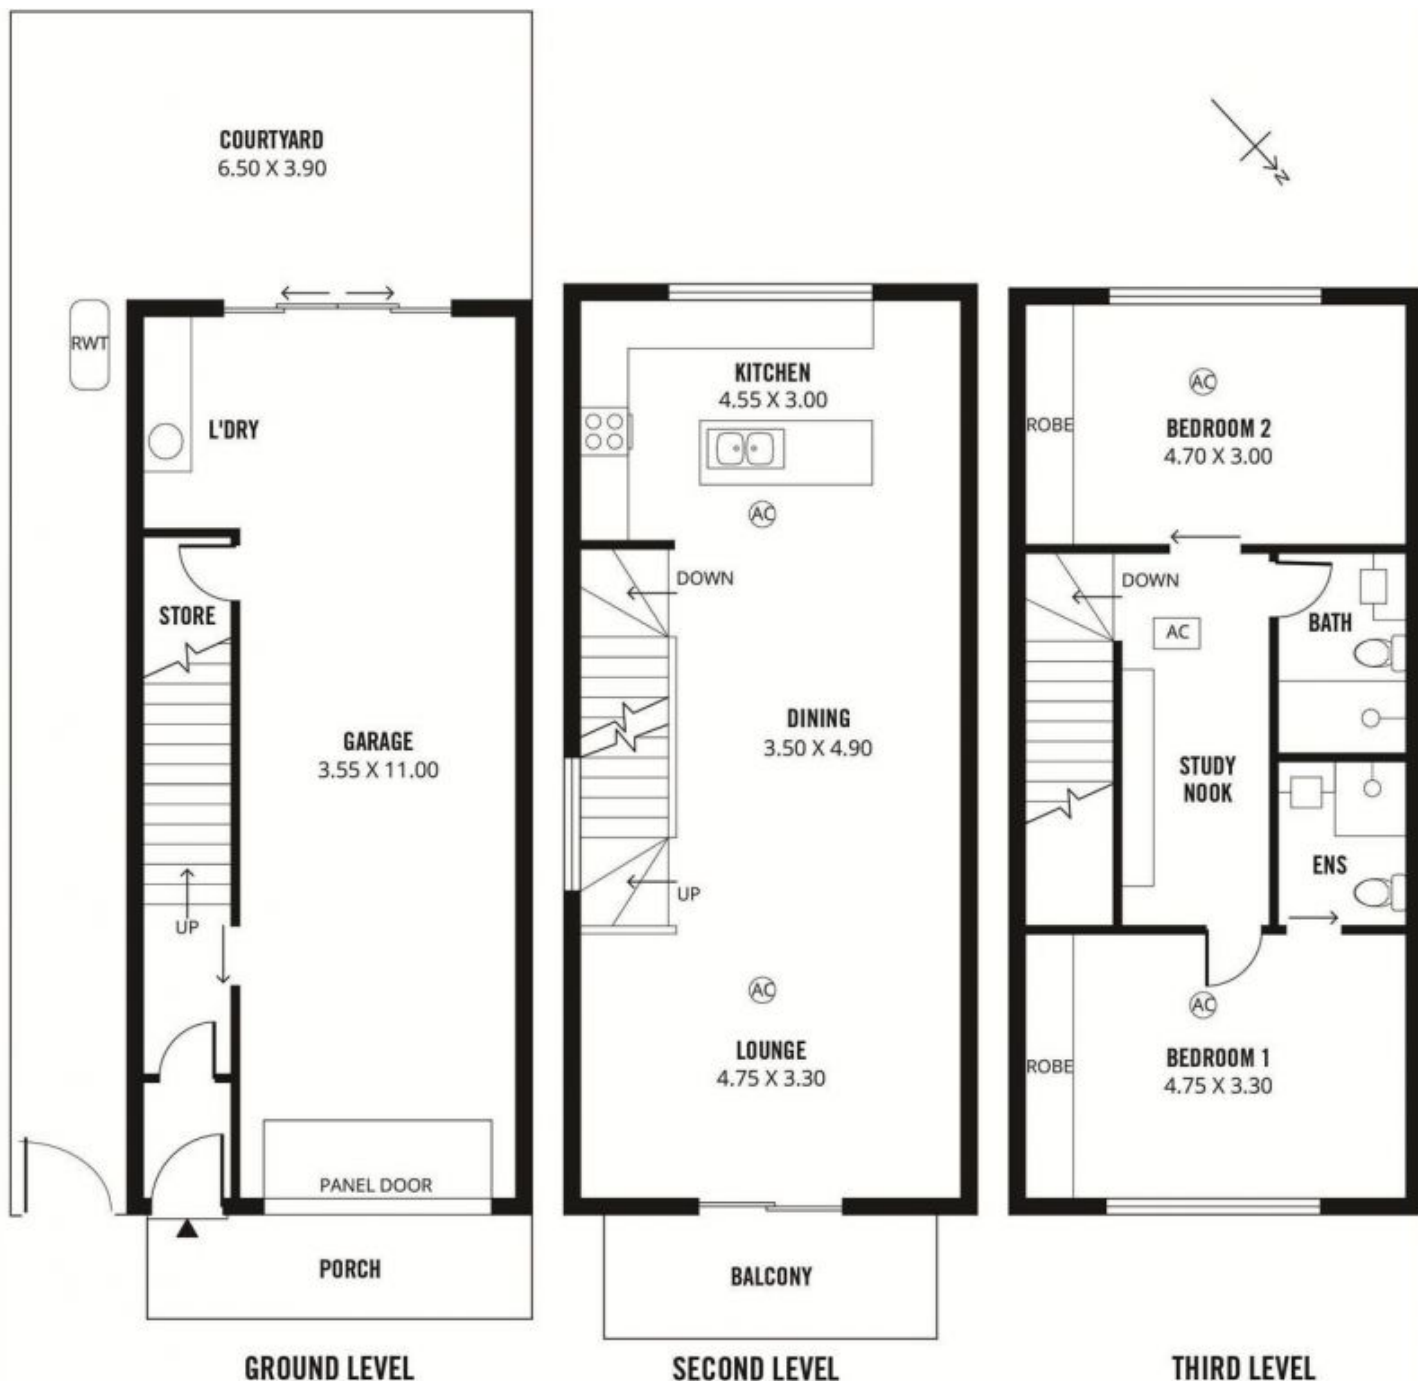 COURTYARD
6.50 X 3.90
N
RWT
L'DRY
STORE
GARAGE
3.55 X 11.00
UP
PANEL DOOR
PORCH
GROUND LEVEL
KITCHEN
4.55 X 3.00
AC
DOWN
DINING
3.50 X 4.90
UP
AC
LOUNGE
4.75 X 3.30
BALCONY
SECOND LEVEL
AC
ROBE
BEDROOM 2
4.70 X 3.00
DOWN
AC
BATH
STUDY
NOOK
ENS
AC
ROBE
BEDROOM 1
4.75 X 3.30
THIRD LEVEL